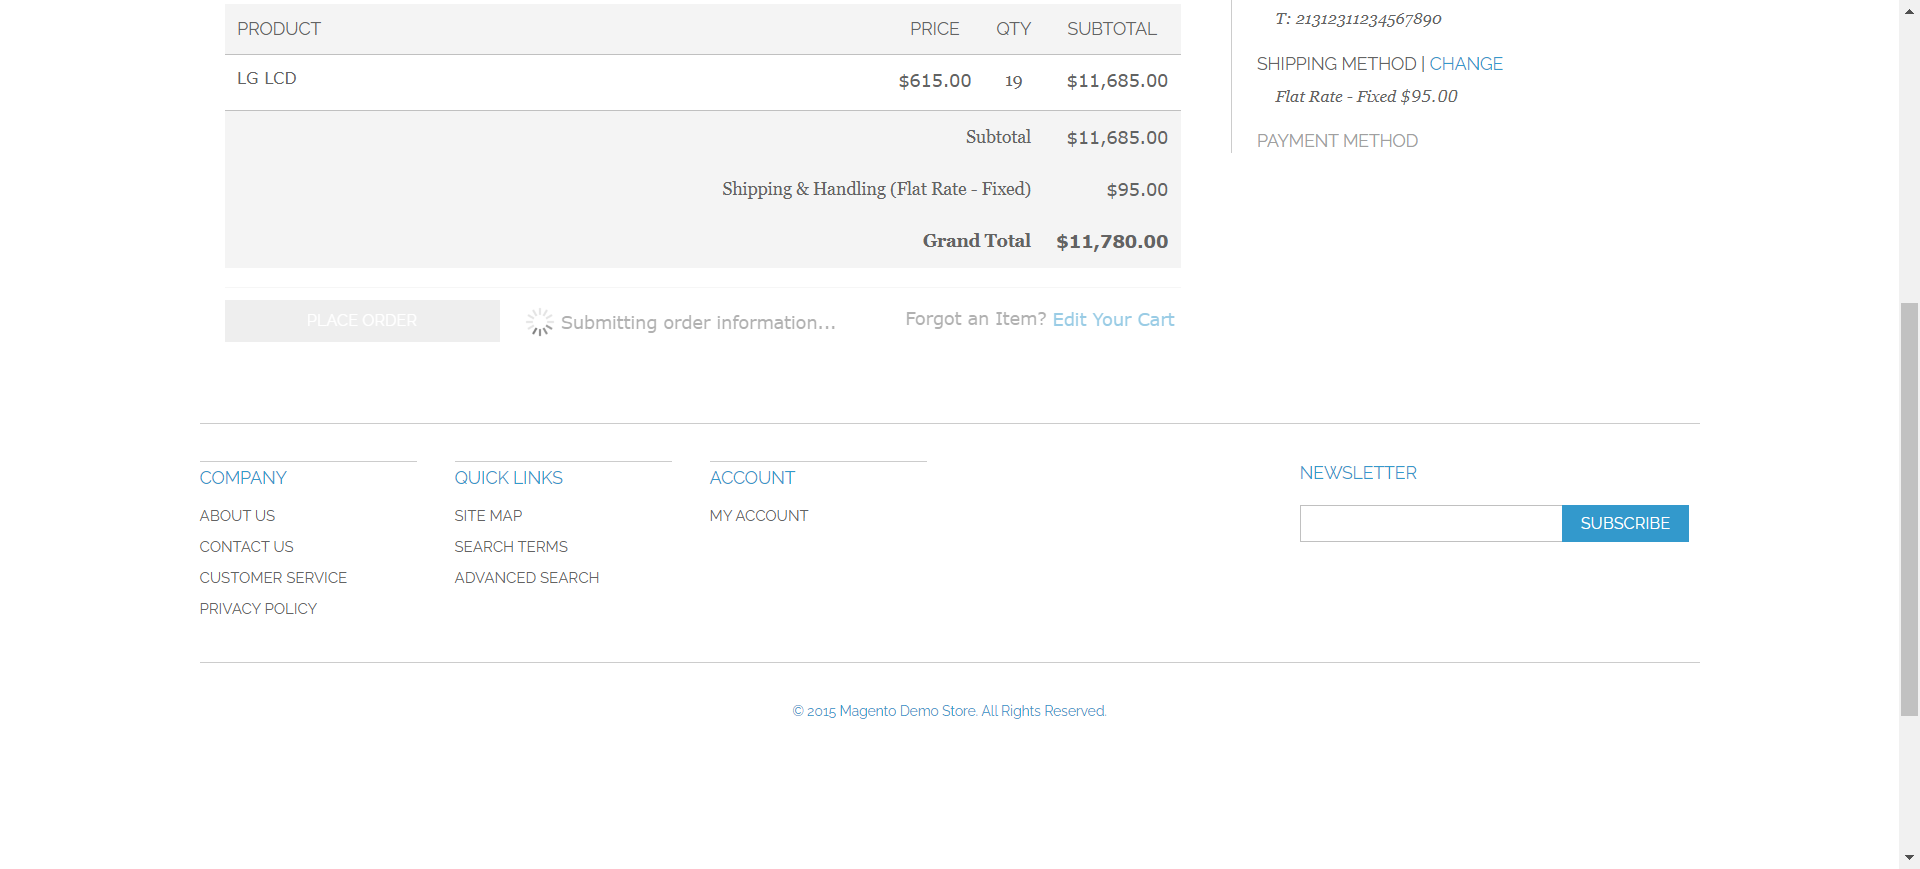 PRODUCT PRICE QTY SUBTOTAL
LG LCD $615.00 19 $11,685.00
Subtotal $11,685.00
Shipping & Handling (Flat Rate - Fixed) $95.00
Grand Total $11,780.00
PLACE ORDER Submitting order information... Forgot an Item? Edit Your Cart
T: 21312311234567890
SHIPPING METHOD | CHANGE
Flat Rate - Fixed $95.00
PAYMENT METHOD
COMPANY
ABOUT US
CONTACT US
CUSTOMER SERVICE
PRIVACY POLICY
QUICK LINKS
SITE MAP
SEARCH TERMS
ADVANCED SEARCH
ACCOUNT
MY ACCOUNT
NEWSLETTER
SUBSCRIBE
© 2015 Magento Demo Store. All Rights Reserved.